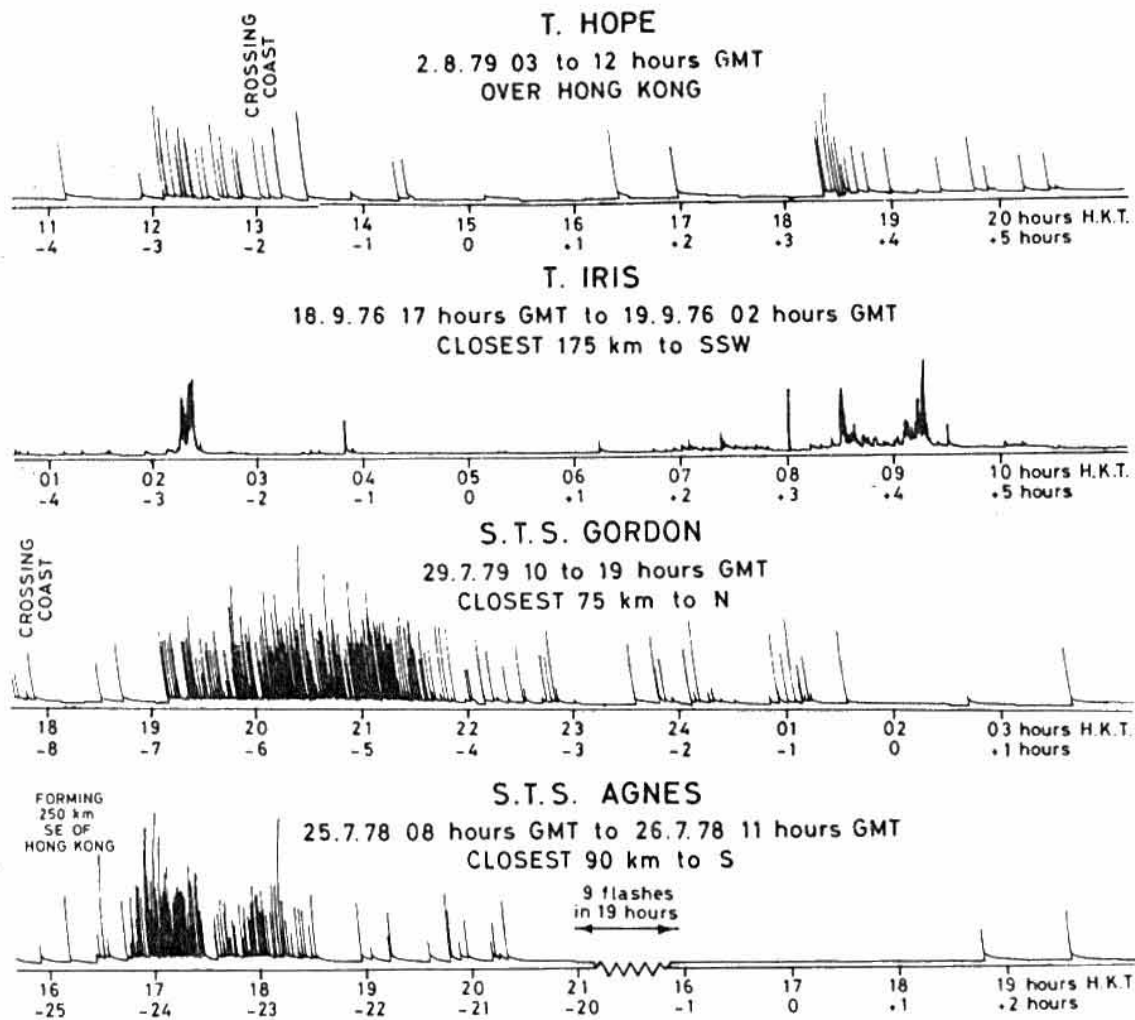 T. HOPE
2.8.79 03 to 12 hours GMT
OVER HONG KONG
CROSSING
COAST
11 12 13 14 15 16 17 18 19 20 hours H.K.T.
-4 -3 -2 -1 0 +1 +2 +3 +4 +5 hours
T. IRIS
18.9.76 17 hours GMT to 19.9.76 02 hours GMT
CLOSEST 175 km to SSW
01 02 03 04 05 06 07 08 09 10 hours H.K.T.
-4 -3 -2 -1 0 +1 +2 +3 +4 +5 hours
S.T.S. GORDON
29.7.79 10 to 19 hours GMT
CLOSEST 75 km to N
CROSSING
COAST
18 19 20 21 22 23 24 01 02 03 hours H.K.T.
-8 -7 -6 -5 -4 -3 -2 -1 0 +1 hours
S.T.S. AGNES
25.7.78 08 hours GMT to 26.7.78 11 hours GMT
CLOSEST 90 km to S
FORMING
250 km
SE OF
HONG KONG
9 flashes
in 19 hours
16 17 18 19 20 21 16 17 18 19 hours H.K.T
-25 -24 -23 -22 -21 -20 -1 0 +1 +2 hours